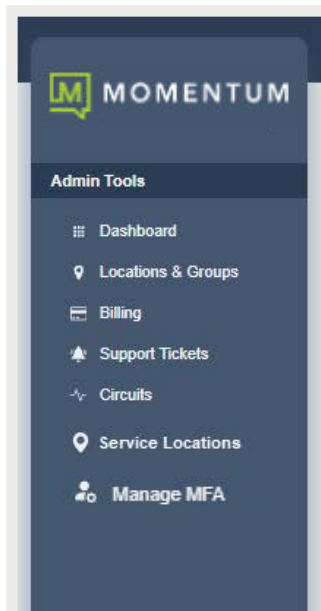 M MOMENTUM
Admin Tools
Dashboard
Locations & Groups
Billing
Support Tickets
Circuits
Service Locations
Manage MFA